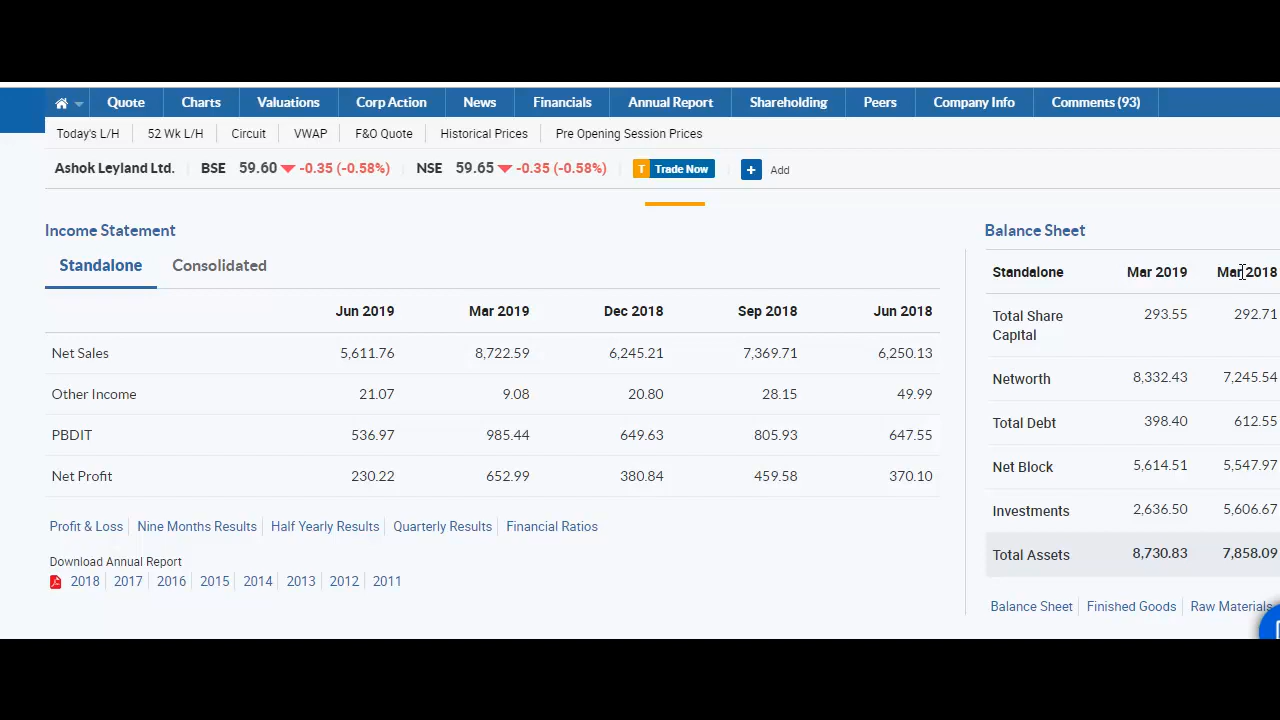 Quote Charts Valuations Corp Action News Financials Annual Report Shareholding Peers Company Info Comments (93)
Today's L/H 52 Wk L/H Circuit VWAP F&O Quote Historical Prices Pre Opening Session Prices
Ashok Leyland Ltd. BSE 59.60 -0.35 (-0.58%) NSE 59.65 -0.35 (-0.58%) T Trade Now + Add
Income Statement
Standalone Consolidated
Jun 2019 Mar 2019 Dec 2018 Sep 2018 Jun 2018
Net Sales 5,611.76 8,722.59 6,245.21 7,369.71 6,250.13
Other Income 21.07 9.08 20.80 28.15 49.99
PBDIT 536.97 985.44 649.63 805.93 647.55
Net Profit 230.22 652.99 380.84 459.58 370.10
Profit & Loss Nine Months Results Half Yearly Results Quarterly Results Financial Ratios
Download Annual Report
2018 2017 2016 2015 2014 2013 2012 2011
Balance Sheet
Standalone Mar 2019 Mar 2018
Total Share 293.55 292.71
Capital
Networth 8,332.43 7,245.54
Total Debt 398.40 612.55
Net Block 5,614.51 5,547.97
Investments 2,636.50 5,606.67
Total Assets 8,730.83 7,858.09
Balance Sheet Finished Goods Raw Materials